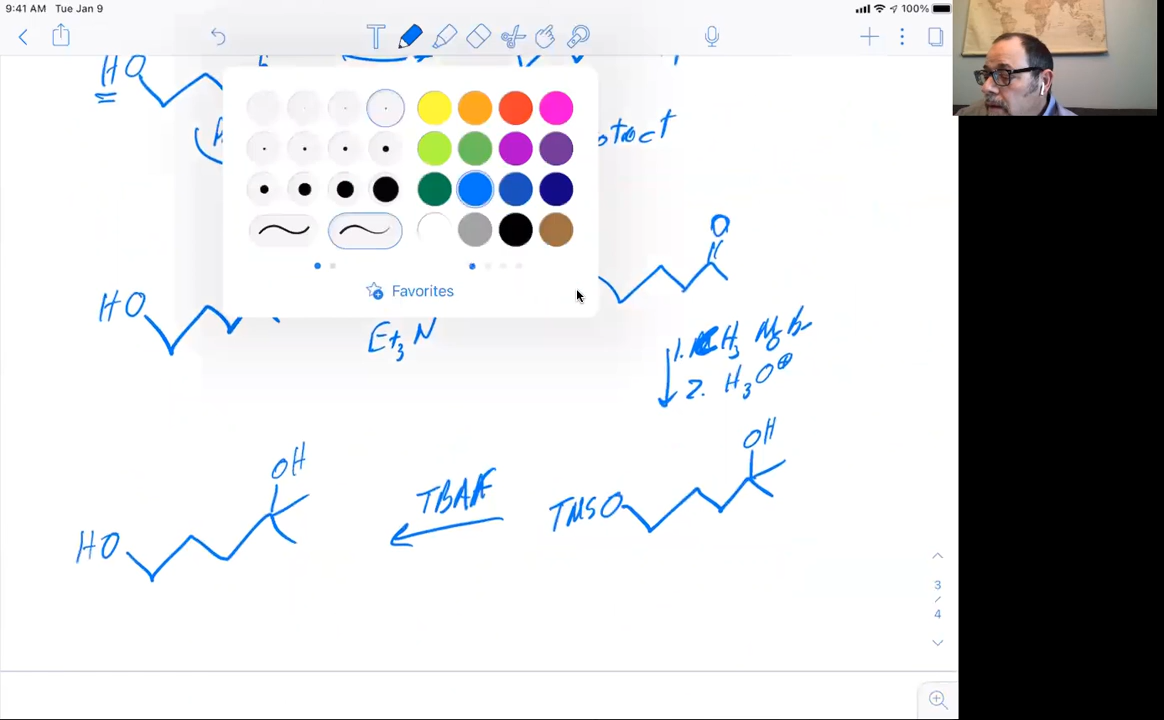 9:41 AM Tue Jan 9
100%
T
HO
otect
Favorites
O
HO
Et3N
1. CH3MgBr
2. H3O⊕
OH
OH
TBAF
TMSO
HO
3
/
4